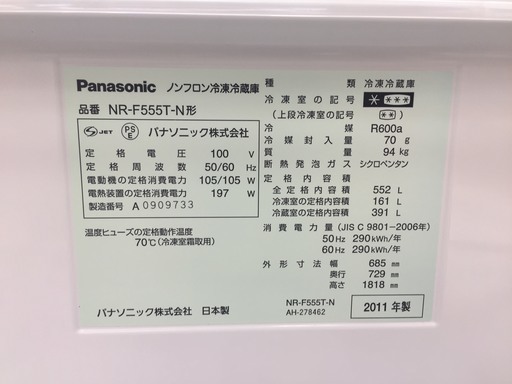 Panasonic ノンフロン冷凍冷蔵庫
品番 NR-F555T-N形
JET PSE パナソニック株式会社
定格電圧 100 V
定格周波数 50/60 Hz
電動機の定格消費電力 105/105 W
電熱装置の定格消費電力 197 W
製造番号 A 0909733
温度ヒューズの定格動作温度
70℃(冷凍室霜取用)
パナソニック株式会社 日本製
種類 冷凍冷蔵庫
冷凍室の記号 ****
(上段冷凍室の記号 **)
冷媒 R600a
冷媒封入量 70 g
質量 94 kg
断熱発泡ガス シクロペンタン
定格内容積
全定格内容積 552 L
冷凍室の定格内容積 161 L
冷蔵室の定格内容積 391 L
消費電力量(JIS C 9801-2006年)
50Hz 290kWh/年
60Hz 290kWh/年
外形寸法幅 685 mm
奥行 729 mm
高さ 1818 mm
NR-F555T-N
AH-278462
2011年製